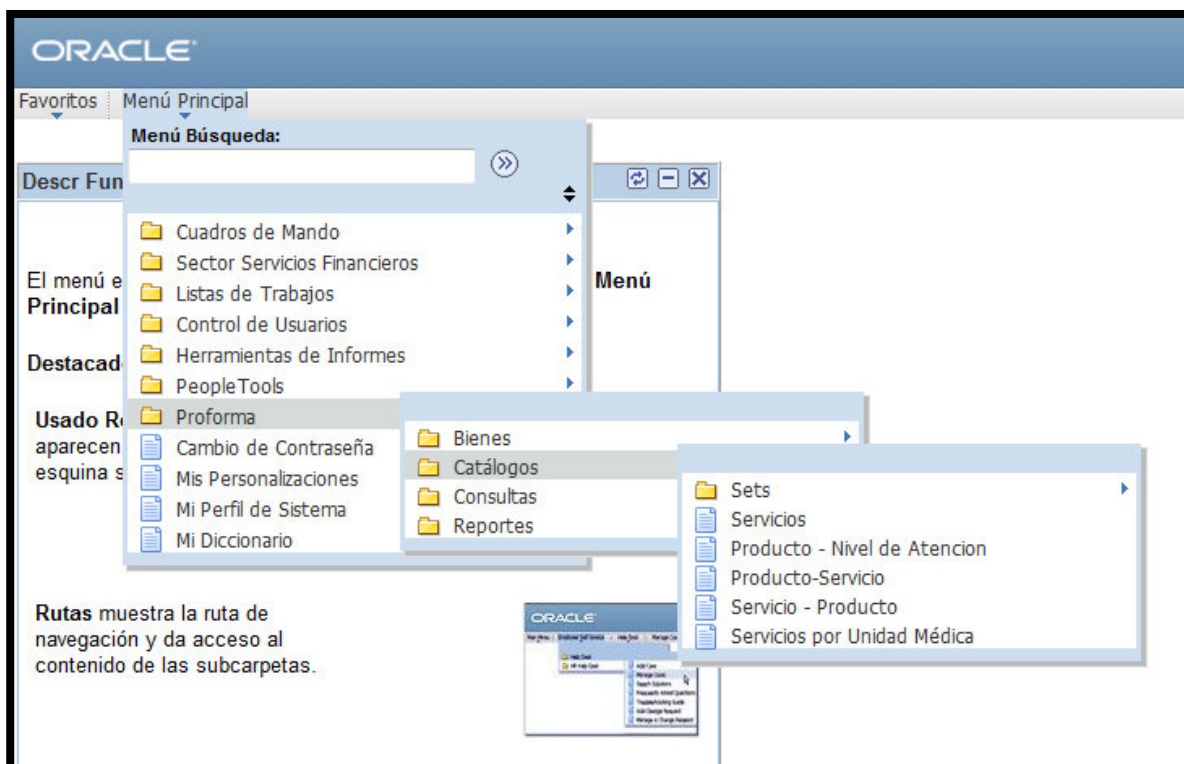 ORACLE
Favoritos
Menú Principal
Menú Búsqueda:
Descr Fun
Cuadros de Mando
Sector Servicios Financieros
Listas de Trabajos
Control de Usuarios
Herramientas de Informes
PeopleTools
Proforma
Cambio de Contraseña
Mis Personalizaciones
Mi Perfil de Sistema
Mi Diccionario
El menú e
Menú
Principal
Destacad
Usado R
aparecen
esquina s
Bienes
Catálogos
Consultas
Reportes
Sets
Servicios
Producto - Nivel de Atencion
Producto-Servicio
Servicio - Producto
Servicios por Unidad Médica
Rutas muestra la ruta de
navegación y da acceso al
contenido de las subcarpetas.
ORACLE